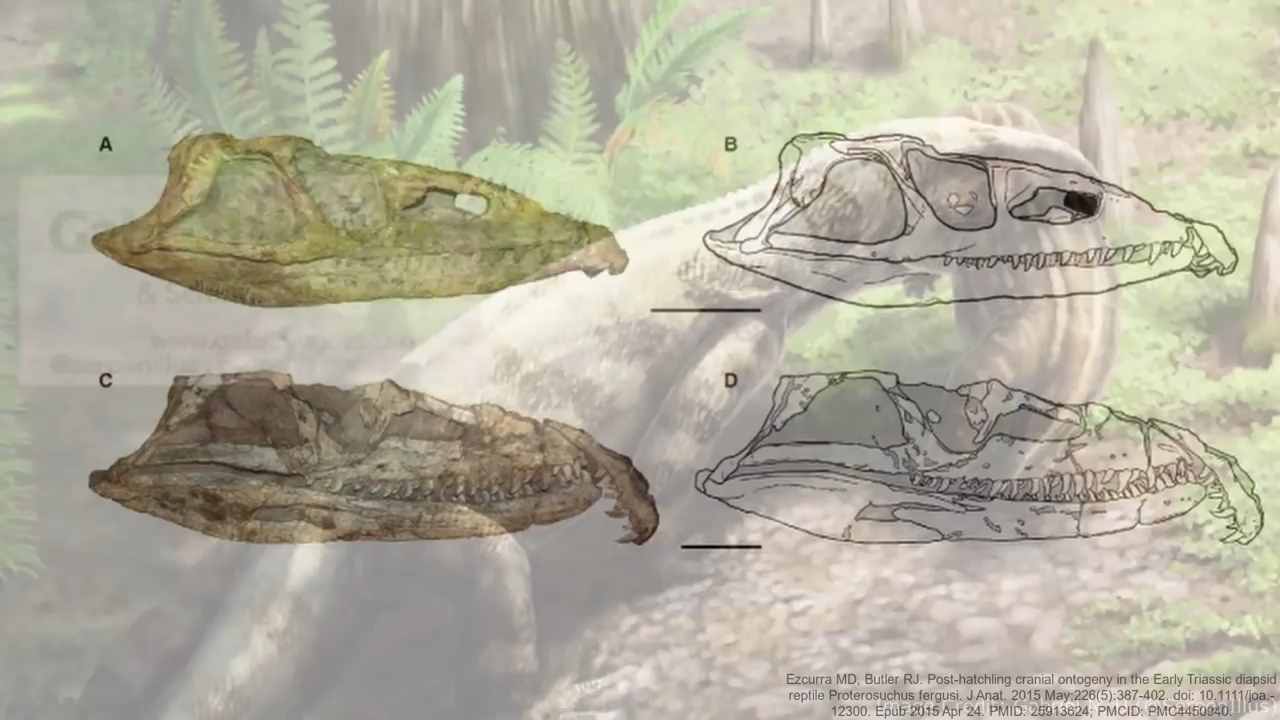 A
B
C
D
Ezcurra MD, Butler RJ. Post-hatchling cranial ontogeny in the Early Triassic diapsid
reptile Proterosuchus fergusi. J Anat. 2015 May;226(5):387-402. doi: 10.1111/joa.-
12300. Epub 2015 Apr 24. PMID: 25913624; PMCID: PMC4450940.